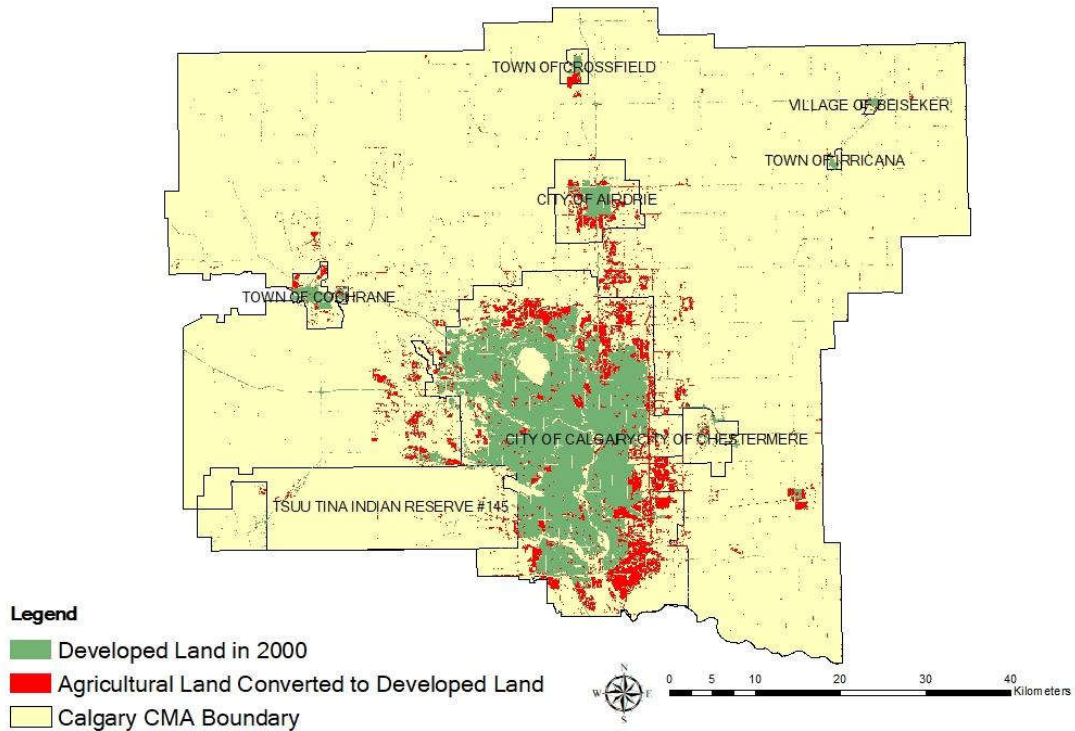 TOWN OF CROSSFIELD
VILLAGE OF BEISEKER
TOWN OF IRRICANA
CITY OF AIRDRIE
TOWN OF COCHRANE
CITY OF CALGARY
CITY OF CHESTERMERE
TSUU TINA INDIAN RESERVE #145
Legend
Developed Land in 2000
Agricultural Land Converted to Developed Land
Calgary CMA Boundary
N
W
E
S
0 5 10 20 30 40
Kilometers